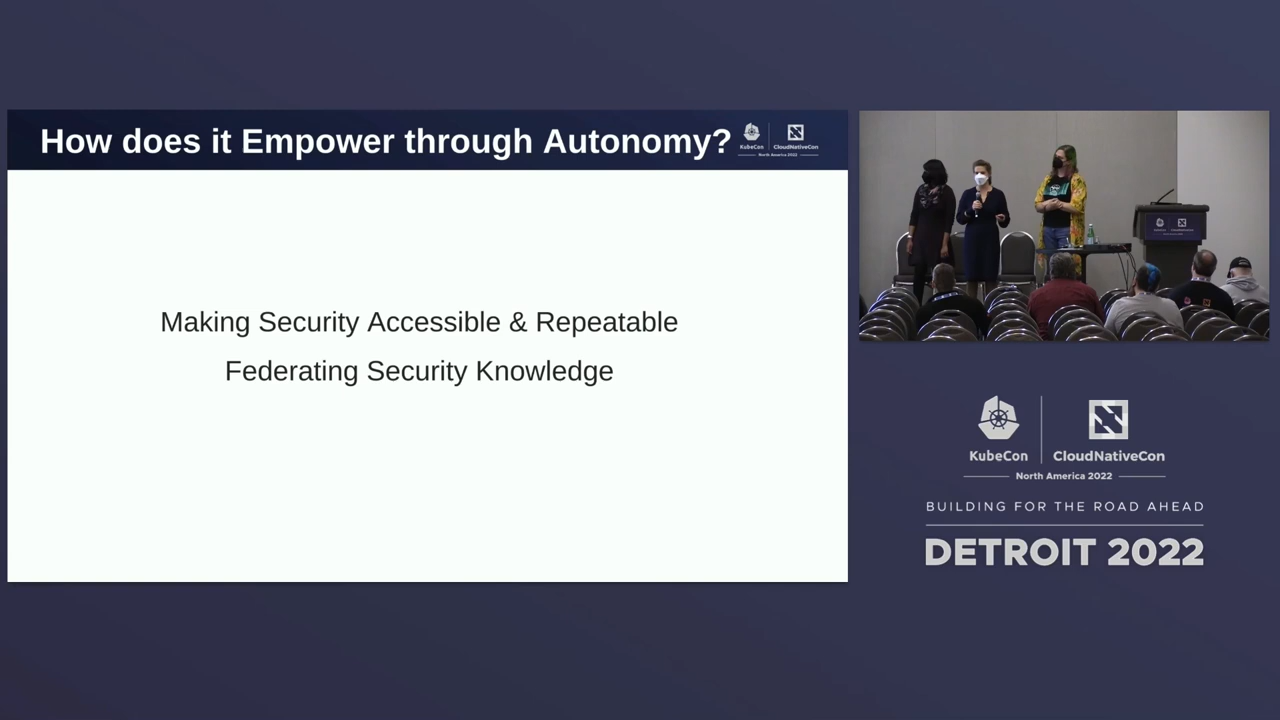 How does it Empower through Autonomy?
KubeCon
CloudNativeCon
North America 2022
Making Security Accessible & Repeatable
Federating Security Knowledge
KubeCon
CloudNativeCon
North America 2022
BUILDING FOR THE ROAD AHEAD
DETROIT 2022